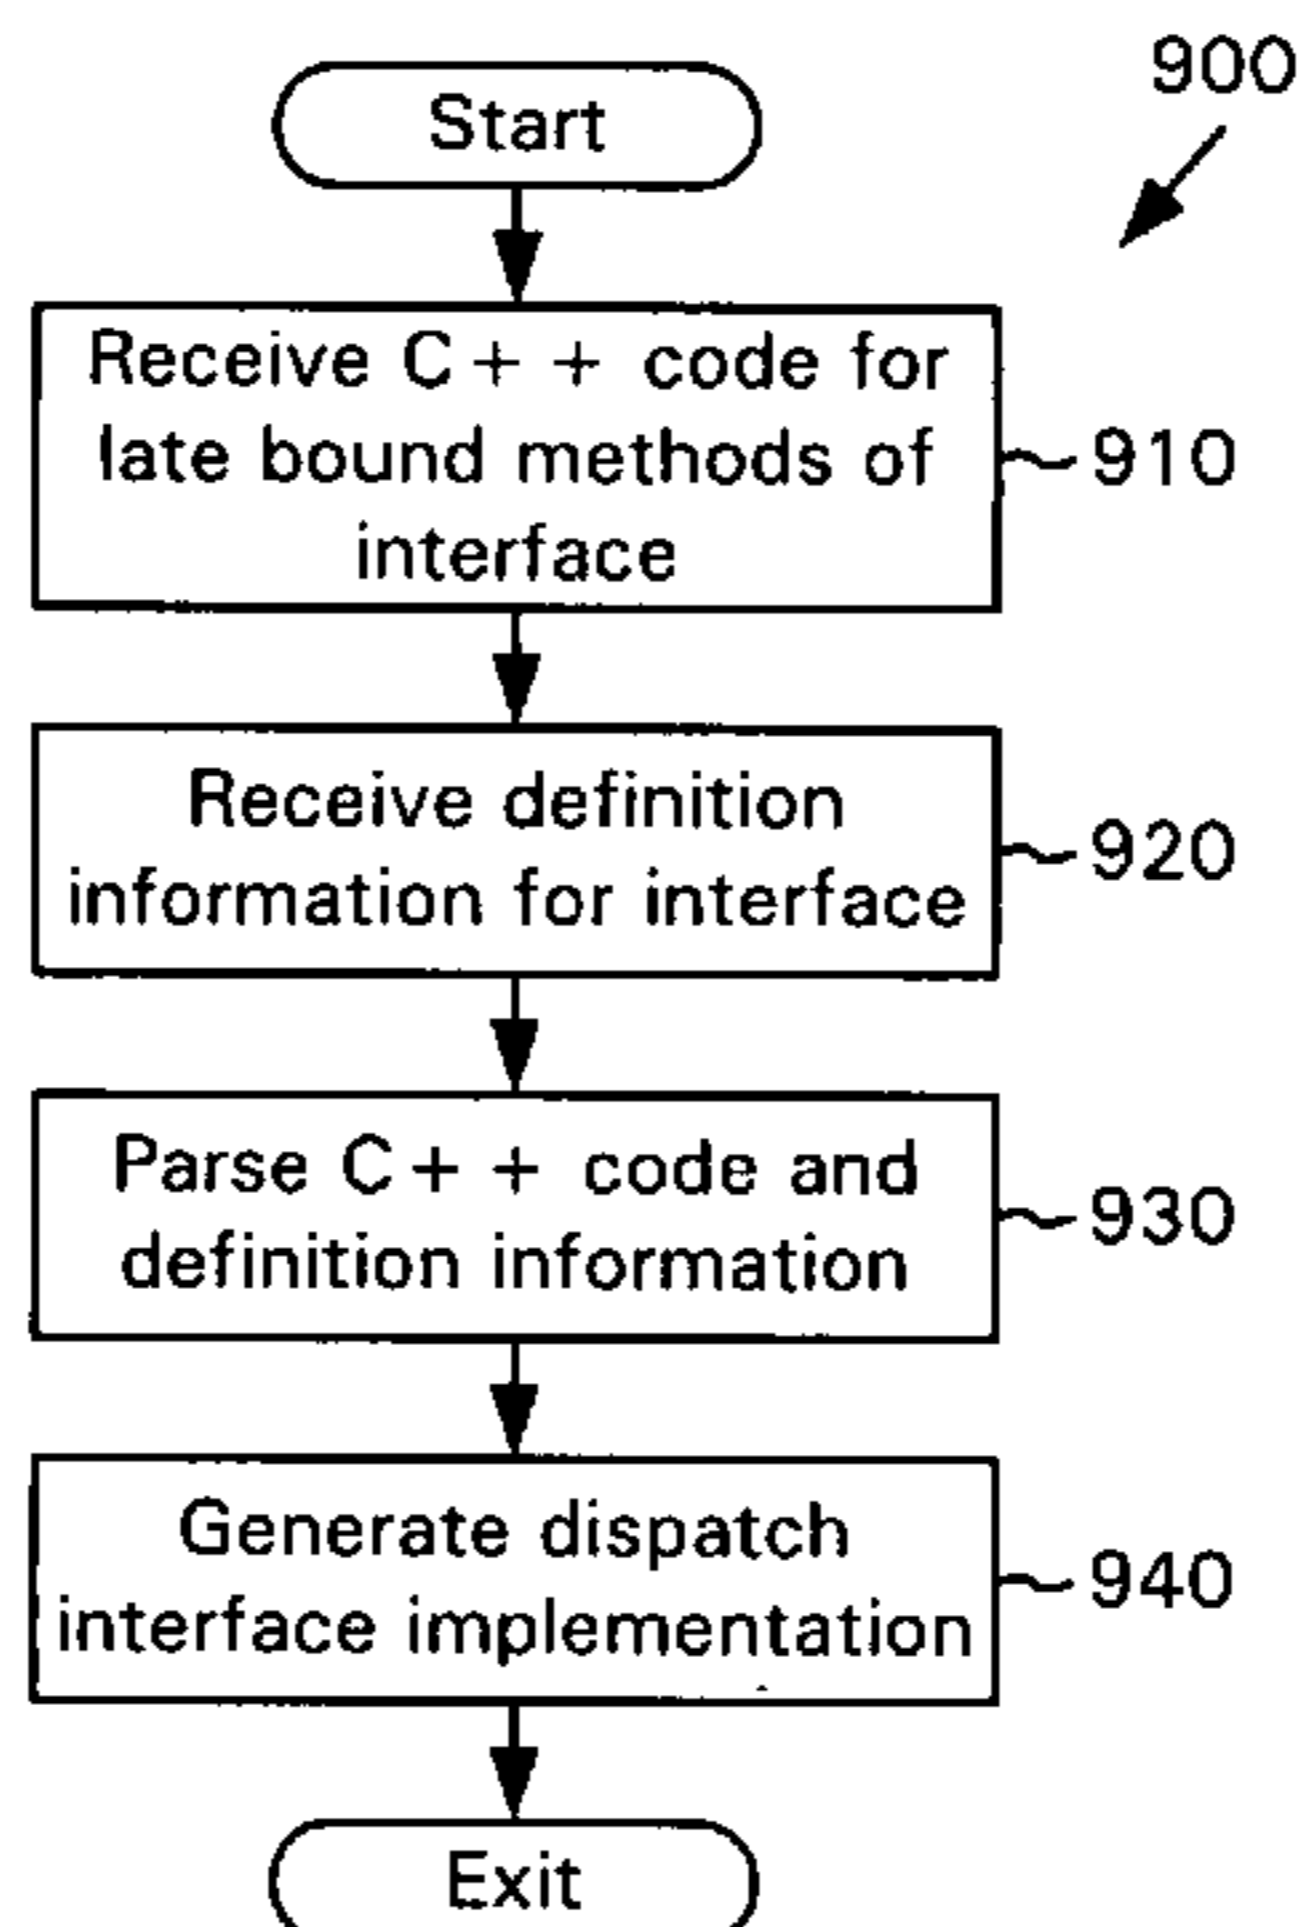 900
Start
Receive C++ code for
late bound methods of
interface
910
Receive definition
information for interface
920
Parse C++ code and
definition information
930
Generate dispatch
interface implementation
940
Exit